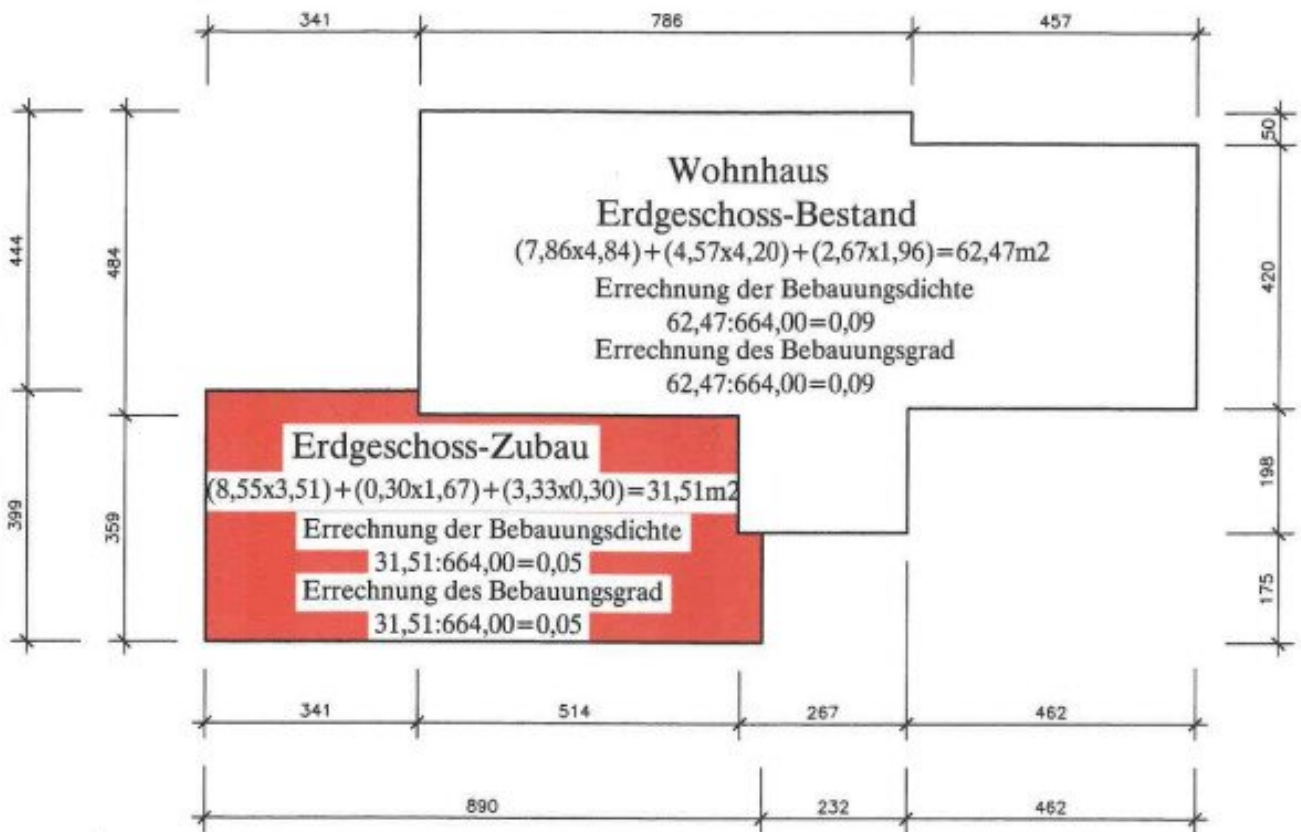 341 786 457
50
444
484
420
Wohnhaus
Erdgeschoss-Bestand
(7,86x4,84)+(4,57x4,20)+(2,67x1,96)=62,47m2
Errechnung der Bebauungsdichte
62,47:664,00=0,09
Errechnung des Bebauungsgrad
62,47:664,00=0,09
399
359
198
175
Erdgeschoss-Zubau
(8,55x3,51)+(0,30x1,67)+(3,33x0,30)=31,51m2
Errechnung der Bebauungsdichte
31,51:664,00=0,05
Errechnung des Bebauungsgrad
31,51:664,00=0,05
341 514 267 462
890 232 462